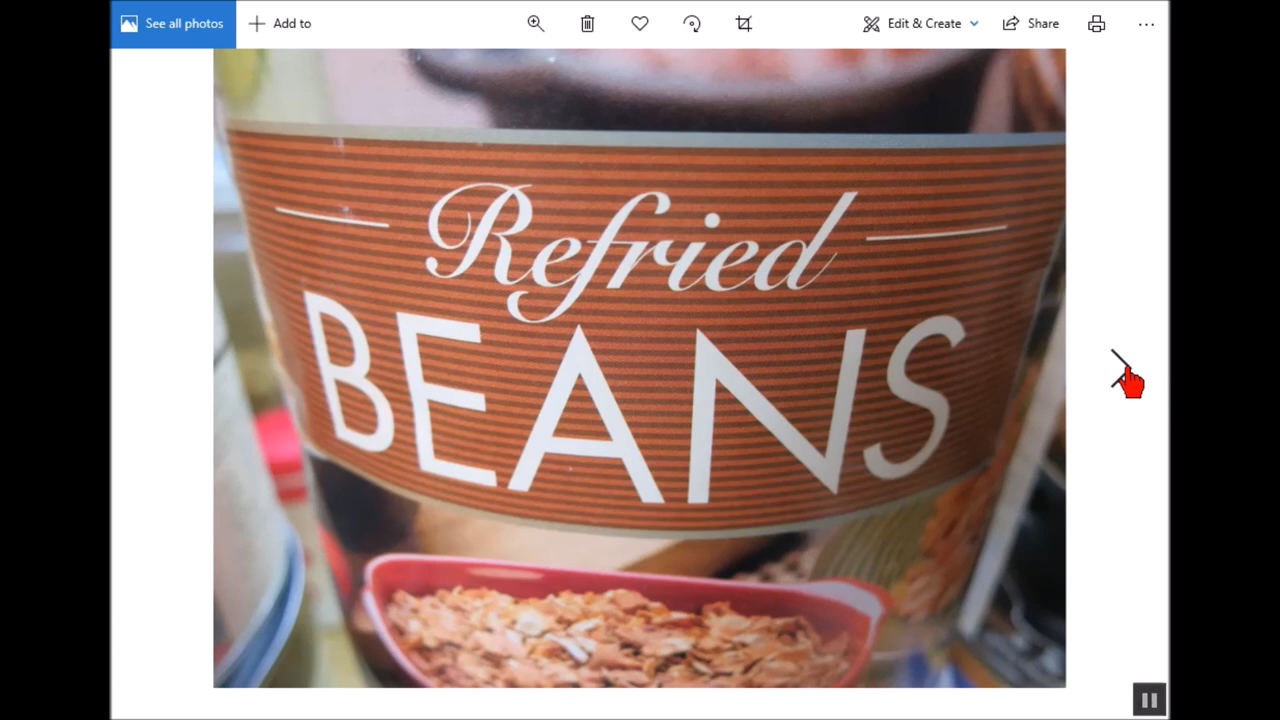 See all photos
Add to
Edit & Create
Share
Refried
BEANS